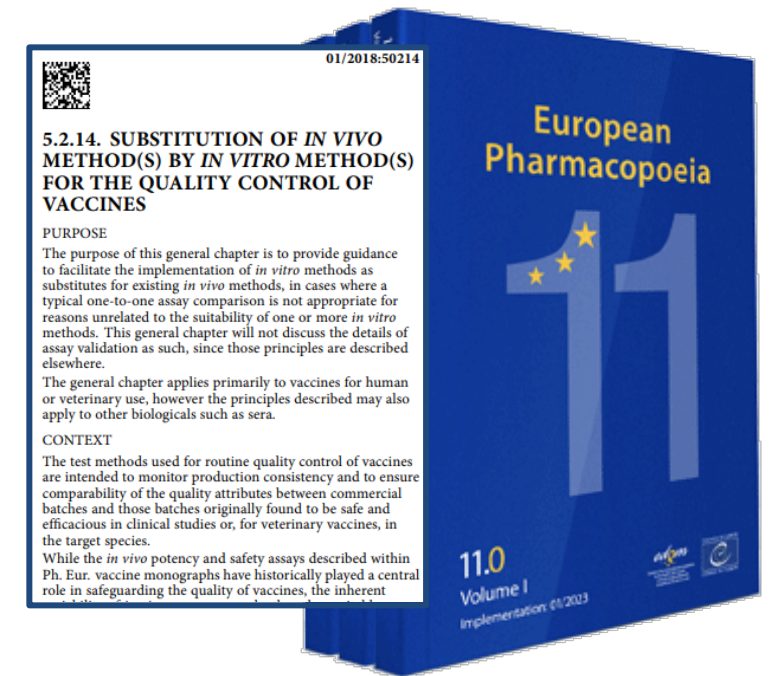 01/2018:50214
5.2.14. SUBSTITUTION OF IN VIVO
METHOD(S) BY IN VITRO METHOD(S)
FOR THE QUALITY CONTROL OF
VACCINES
PURPOSE
The purpose of this general chapter is to provide guidance
to facilitate the implementation of in vitro methods as
substitutes for existing in vivo methods, in cases where a
typical one-to-one assay comparison is not appropriate for
reasons unrelated to the suitability of one or more in vitro
methods. This general chapter will not discuss the details of
assay validation as such, since those principles are described
elsewhere.
The general chapter applies primarily to vaccines for human
or veterinary use, however the principles described may also
apply to other biologicals such as sera.
CONTEXT
The test methods used for routine quality control of vaccines
are intended to monitor production consistency and to ensure
comparability of the quality attributes between commercial
batches and those batches originally found to be safe and
efficacious in clinical studies or, for veterinary vaccines, in
the target species.
While the in vivo potency and safety assays described within
Ph. Eur. vaccine monographs have historically played a central
role in safeguarding the quality of vaccines, the inherent
European
Pharmacopoeia
11
11.0
Volume I
Implementation: 01/2023
edqm